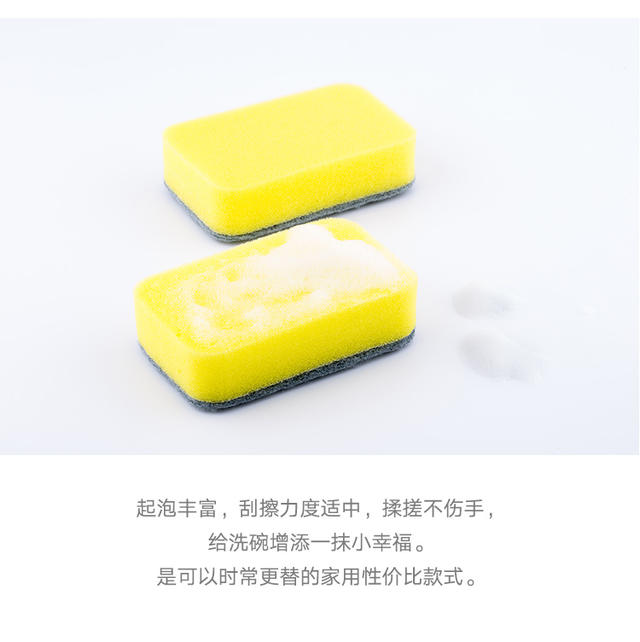 起泡丰富，刮擦力度适中，揉搓不伤手，
给洗碗增添一抹小幸福。
是可以时常更替的家用性价比款式。